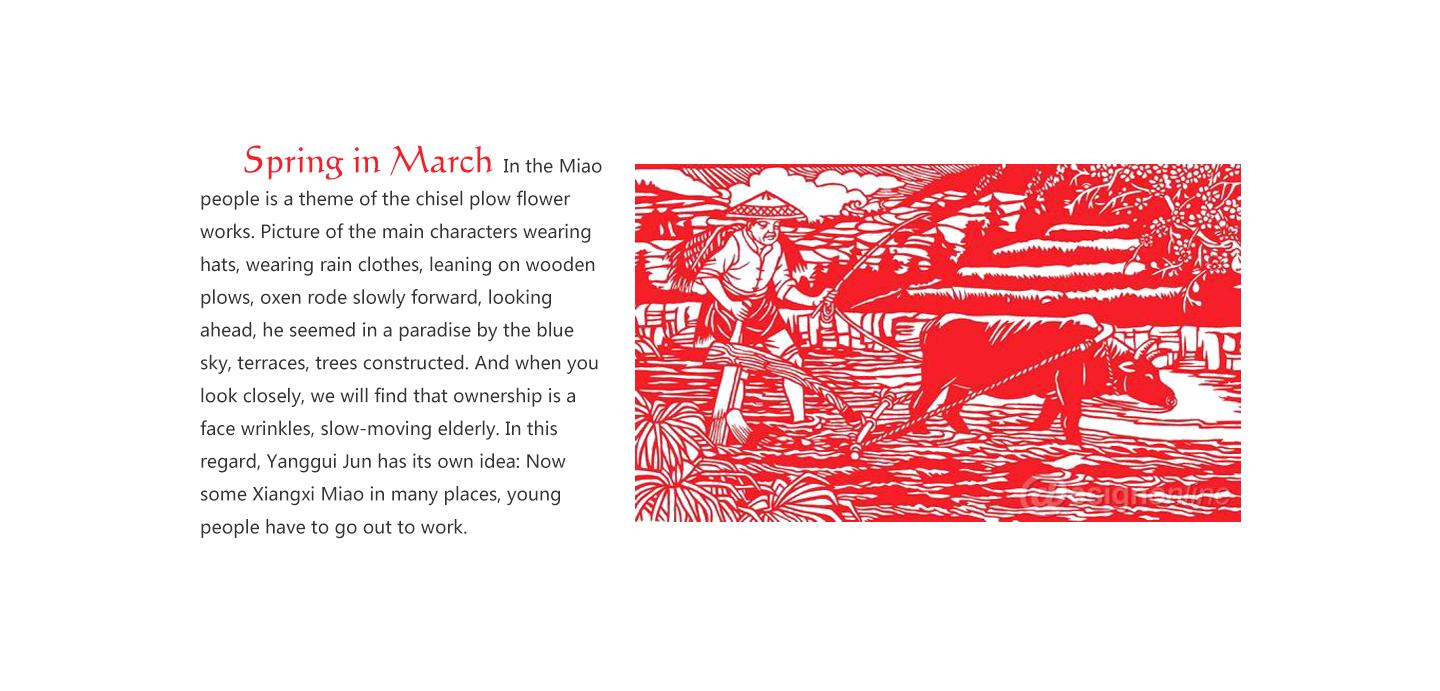 Spring in March In the Miao
people is a theme of the chisel plow flower
works. Picture of the main characters wearing
hats, wearing rain clothes, leaning on wooden
plows, oxen rode slowly forward, looking
ahead, he seemed in a paradise by the blue
sky, terraces, trees constructed. And when you
look closely, we will find that ownership is a
face wrinkles, slow-moving elderly. In this
regard, Yanggui Jun has its own idea: Now
some Xiangxi Miao in many places, young
people have to go out to work.